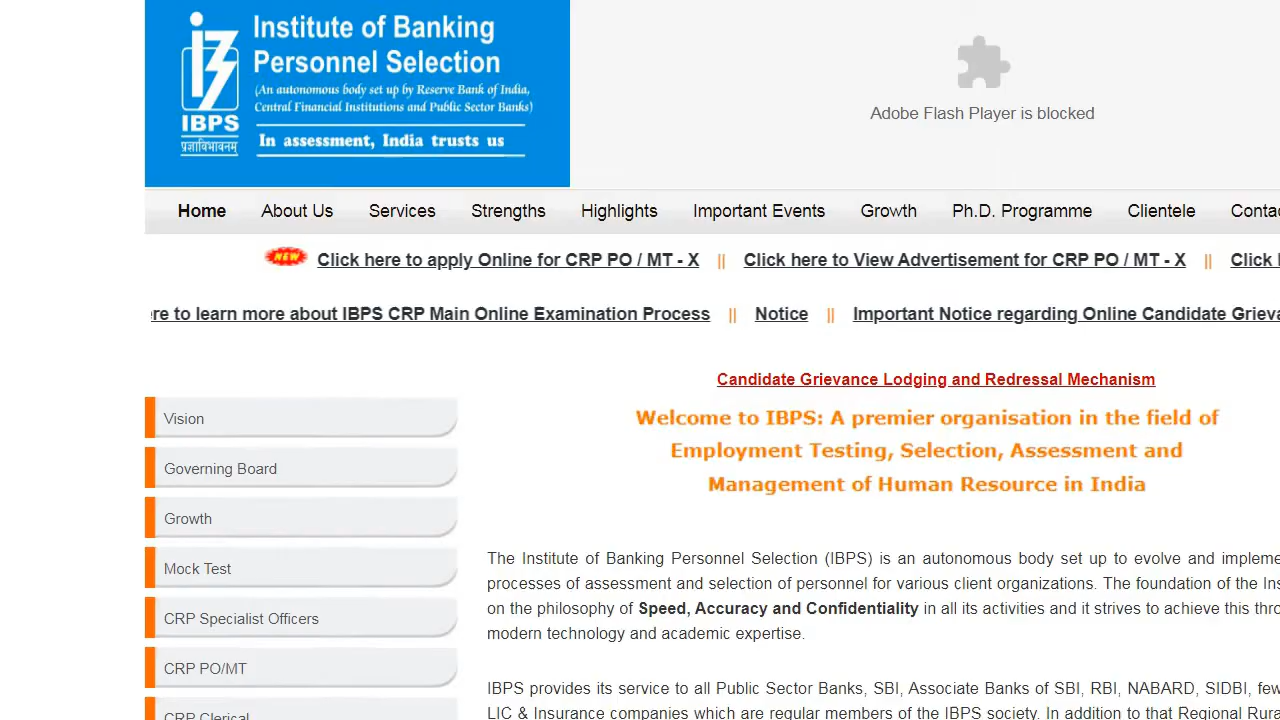 Institute of Banking
Personnel Selection
(An autonomous body set up by Reserve Bank of India,
Central Financial Institutions and Public Sector Banks)
IBPS
In assessment, India trusts us
प्रज्ञाविभावनम्
Adobe Flash Player is blocked
Home About Us Services Strengths Highlights Important Events Growth Ph.D. Programme Clientele
NEW Click here to apply Online for CRP PO / MT - X || Click here to View Advertisement for CRP PO / MT - X || Click
re to learn more about IBPS CRP Main Online Examination Process || Notice || Important Notice regarding Online Candidate
Candidate Grievance Lodging and Redressal Mechanism
Welcome to IBPS: A premier organisation in the field of
Employment Testing, Selection, Assessment and
Management of Human Resource in India
Vision
Governing Board
Growth
Mock Test
CRP Specialist Officers
CRP PO/MT
CRP Clerical
The Institute of Banking Personnel Selection (IBPS) is an autonomous body set up to evolve and
processes of assessment and selection of personnel for various client organizations. The foundation of the
on the philosophy of Speed, Accuracy and Confidentiality in all its activities and it strives to achieve this
modern technology and academic expertise.
IBPS provides its service to all Public Sector Banks, SBI, Associate Banks of SBI, RBI, NABARD, SIDBI, few
LIC & Insurance companies which are regular members of the IBPS society. In addition to that Regional